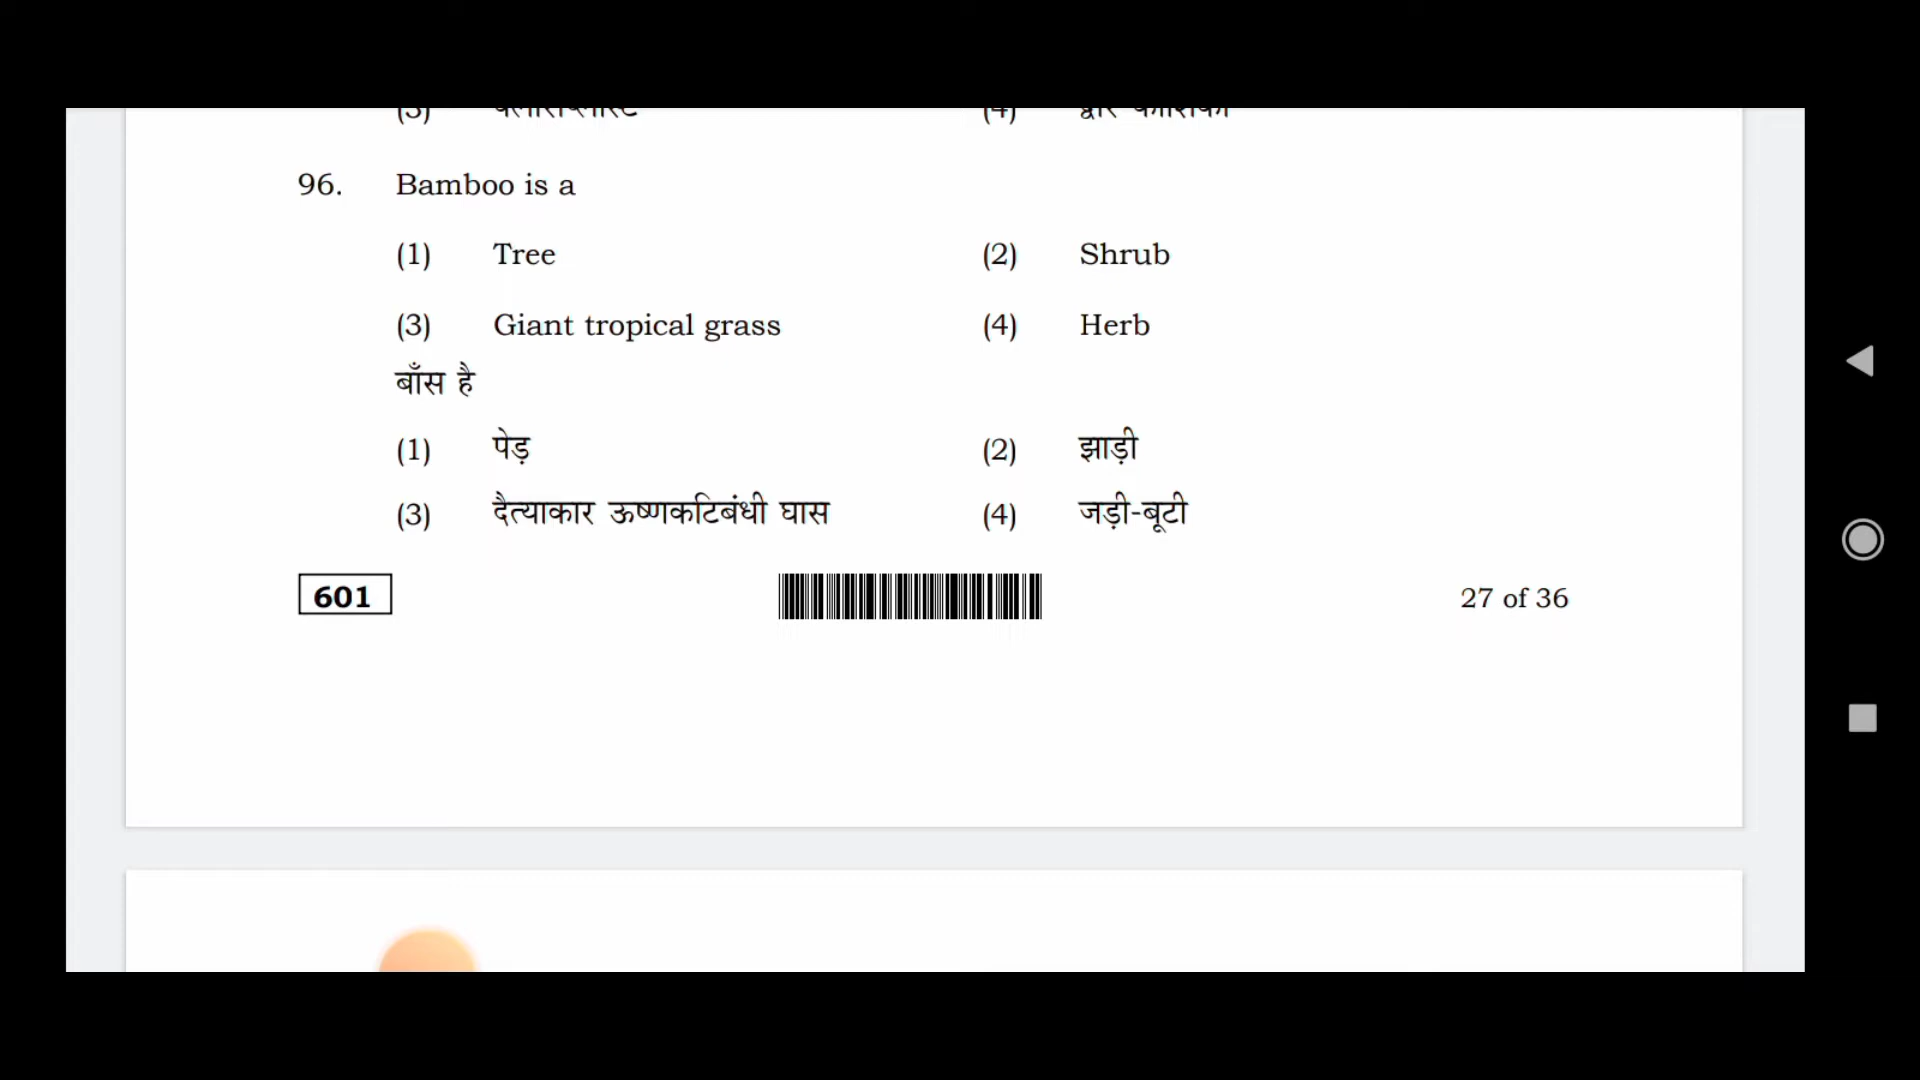 96. Bamboo is a
(1) Tree (2) Shrub
(3) Giant tropical grass (4) Herb
बाँस है
(1) पेड़ (2) झाड़ी
(3) दैत्याकार ऊष्णकटिबंधी घास (4) जड़ी-बूटी
601 27 of 36